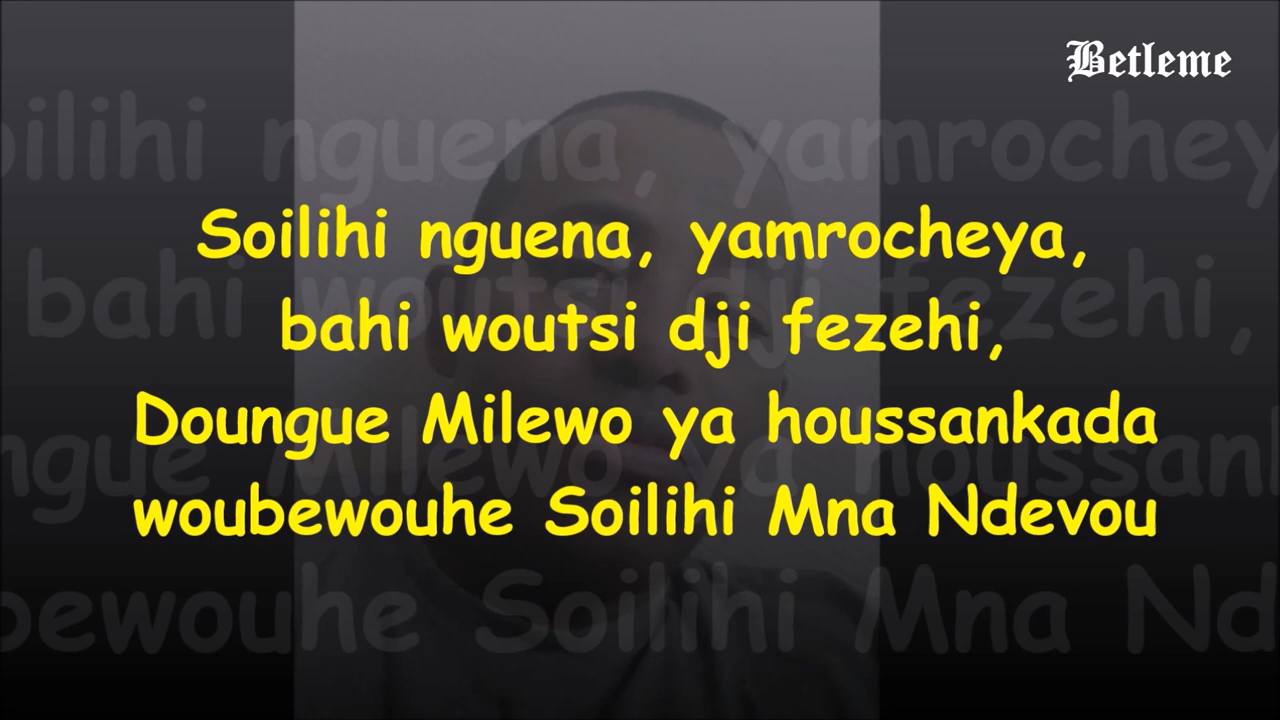 Betleme
Soilihi nguena, yamrocheya,
bahi woutsi dji fezehi,
Doungue Milewo ya houssankada
woubewouhe Soilihi Mna Ndevou